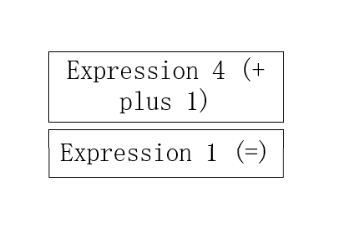 Expression 4 (+
plus 1)
Expression 1 (=)